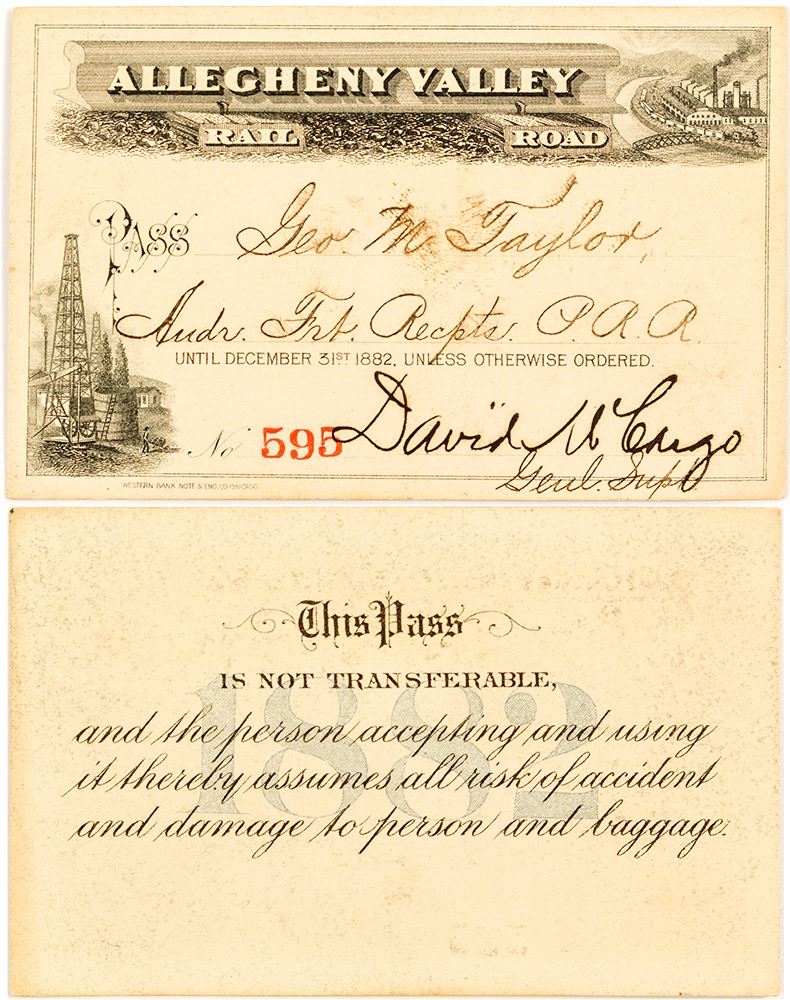 ALLEGHENY VALLEY
RAIL ROAD
PASS Geo. M. Taylor,
Audr. Frt. Recpts. P. R. R.
UNTIL DECEMBER 31ST 1882, UNLESS OTHERWISE ORDERED.
No 595 David McCargo
Genl. Supt.
WESTERN BANK NOTE & ENG. CO CHICAGO
This Pass
IS NOT TRANSFERABLE,
and the person accepting and using
it thereby assumes all risk of accident
and damage to person and baggage.
1882